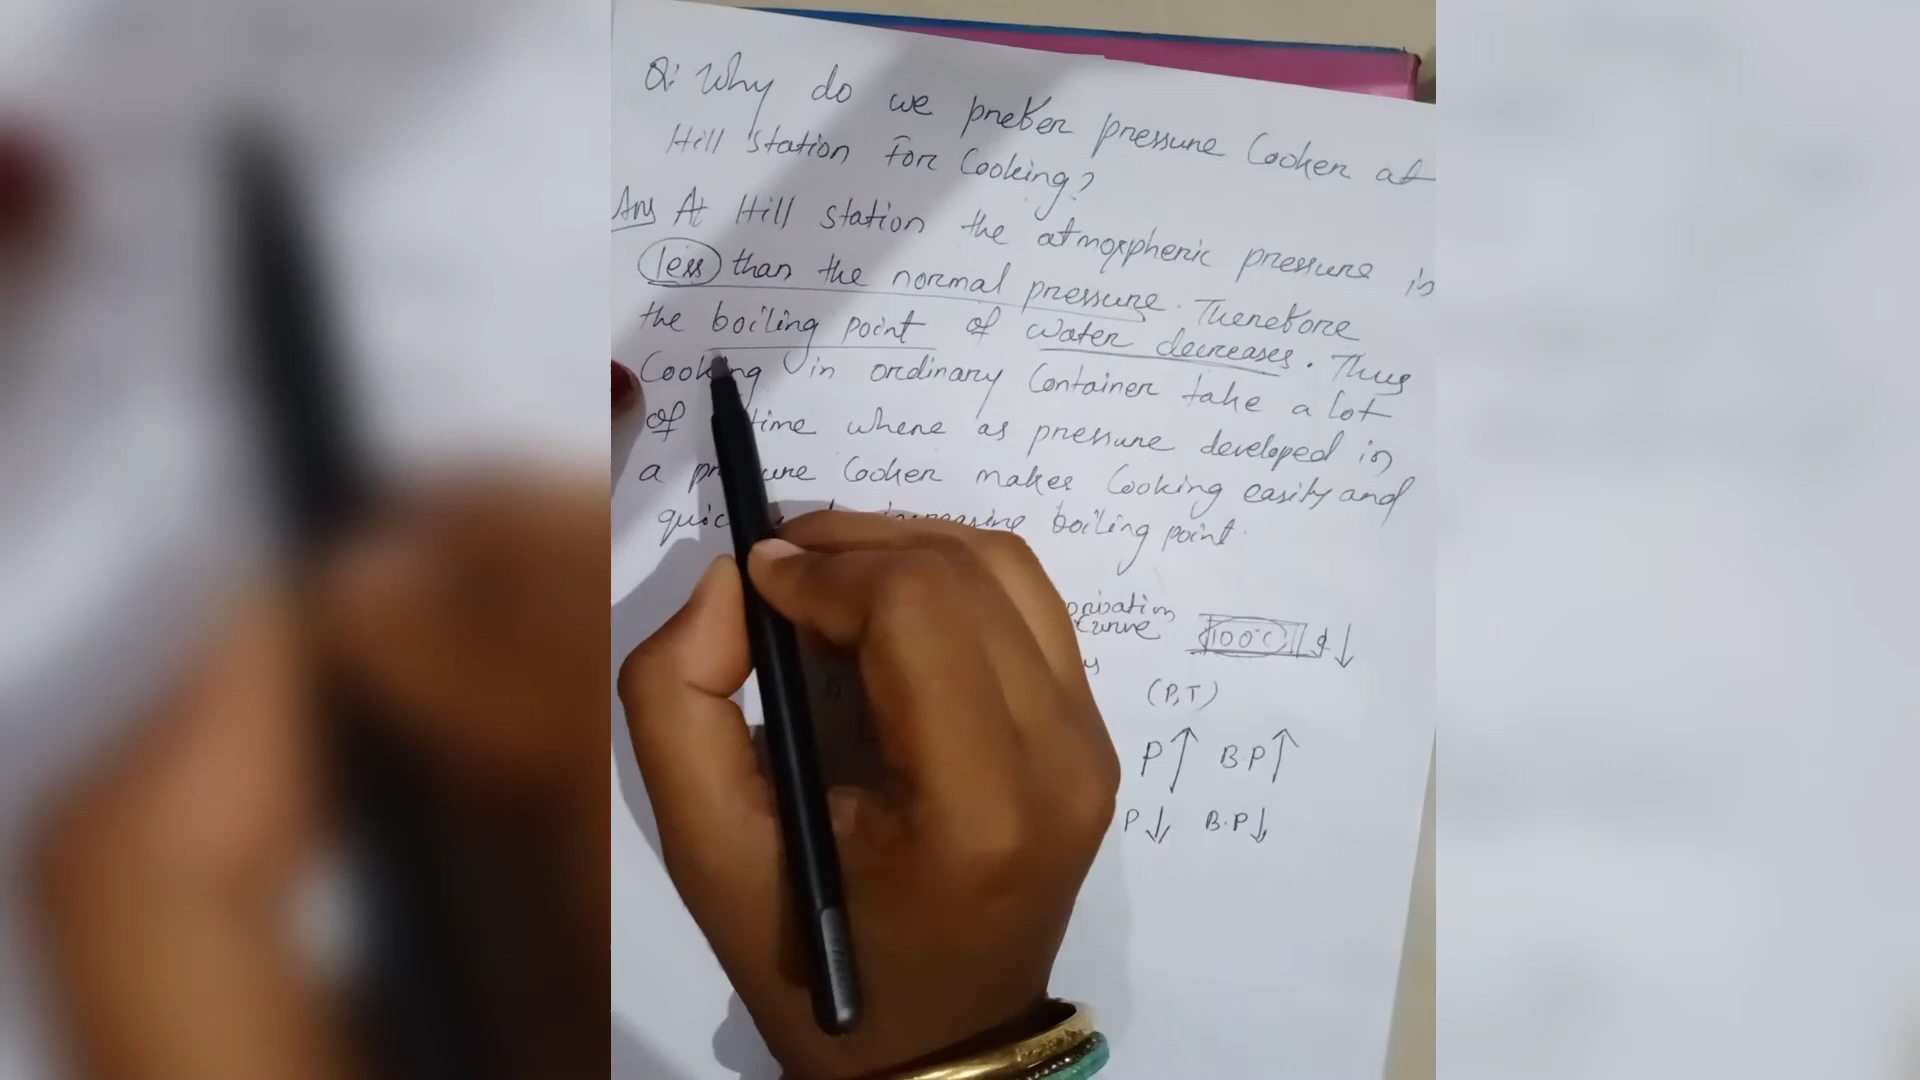 Q: Why do we prefer pressure Cooker at
Hill station For Cooking?
Ans At Hill station the atmospheric pressure is
less than the normal pressure. Therefore
the boiling point of water decreases. Thus
Cooking in ordinary Container take a lot
of time where as pressure developed in
a pressure Cooker makes Cooking easily and
increasing boiling point.
Curve 100°C
(P,T)
P↑ B.P↑
P↓ B.P↓